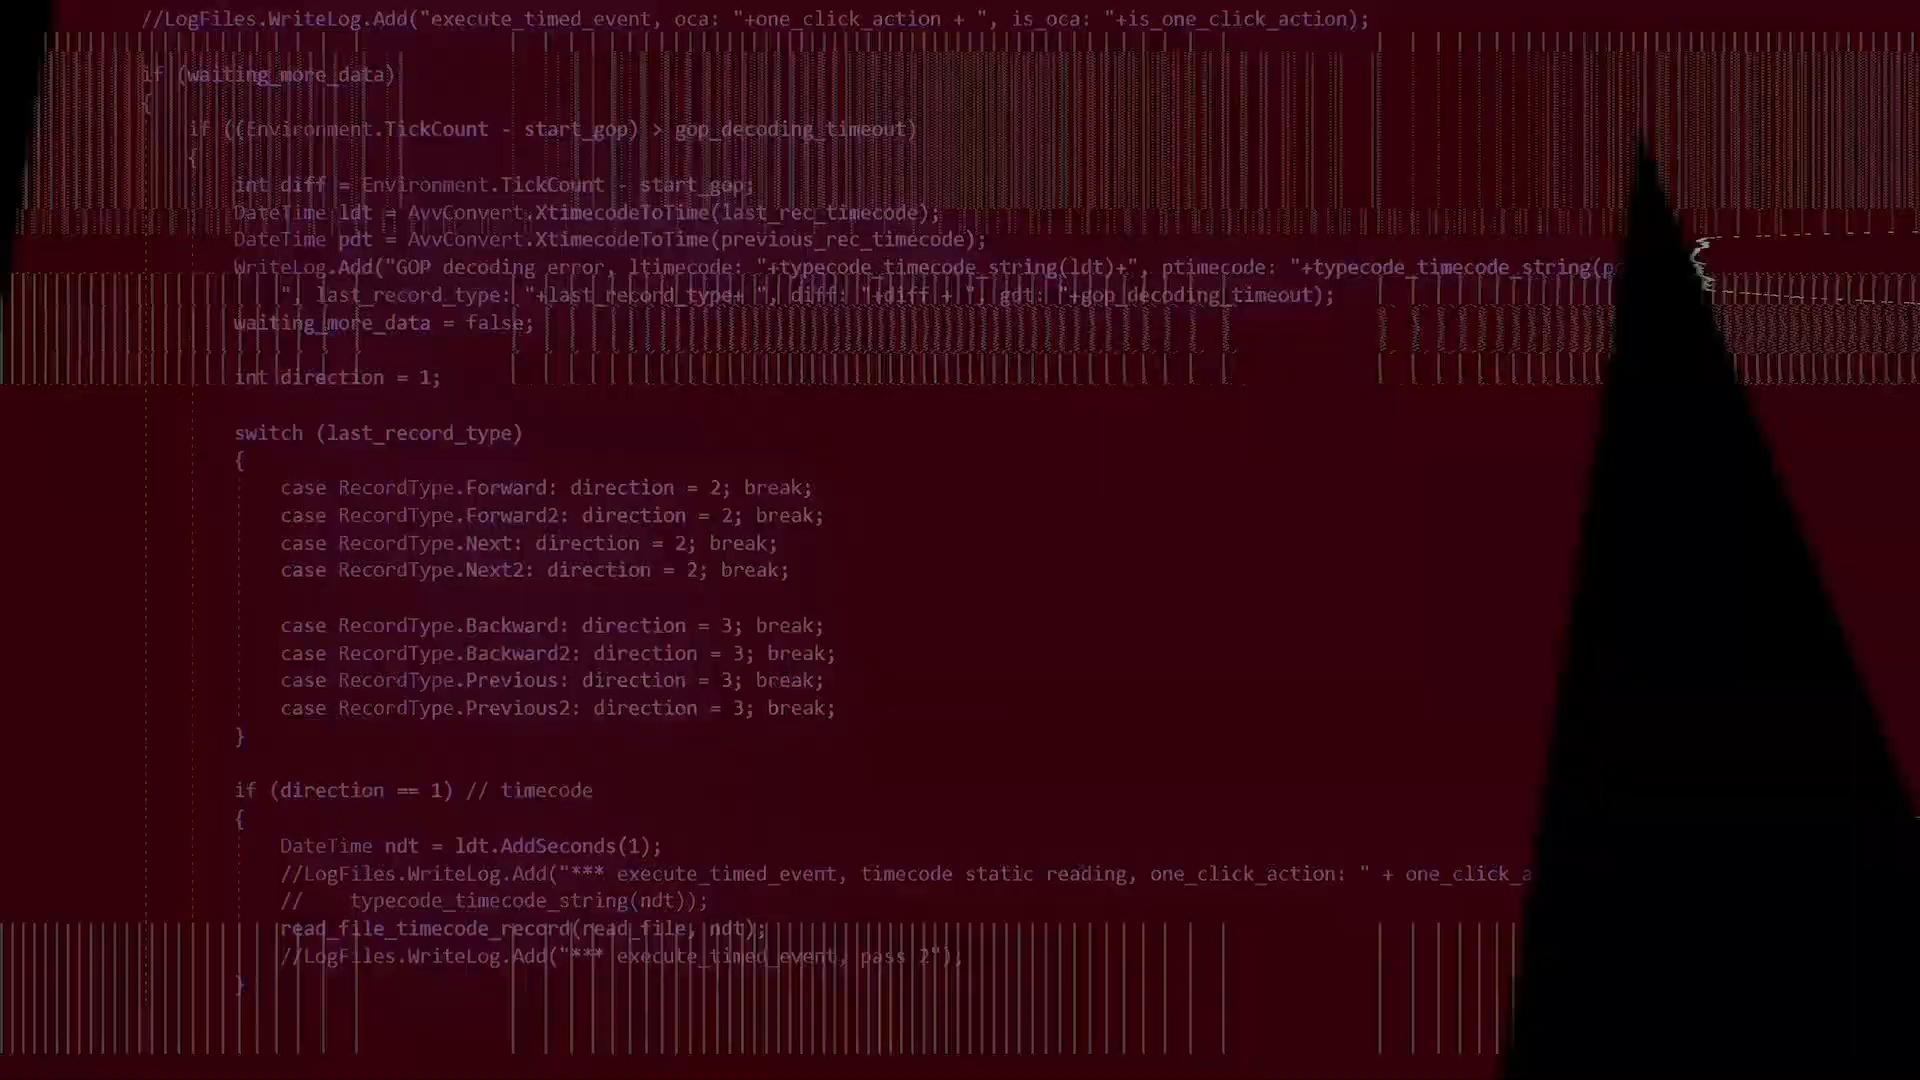 //LogFiles.WriteLog.Add("execute_timed_event, oca: "+one_click_action + ", is_oca: "+is_one_click_action);
if (waiting_more_data)
{
if ((Environment.TickCount - start_gop) > gop_decoding_timeout)
{
int diff = Environment.TickCount - start_gop;
DateTime ldt = AvvConvert.XtimecodeToTime(last_rec_timecode);
DateTime pdt = AvvConvert.XtimecodeToTime(previous_rec_timecode);
WriteLog.Add("GOP decoding error, ltimecode: "+typecode_timecode_string(ldt)+", ptimecode: "+typecode_timecode_string(p
", last_record_type: "+last_record_type+ ", diff: "+diff + ", gdt: "+gop_decoding_timeout);
waiting_more_data = false;
int direction = 1;
switch (last_record_type)
{
case RecordType.Forward: direction = 2; break;
case RecordType.Forward2: direction = 2; break;
case RecordType.Next: direction = 2; break;
case RecordType.Next2: direction = 2; break;
case RecordType.Backward: direction = 3; break;
case RecordType.Backward2: direction = 3; break;
case RecordType.Previous: direction = 3; break;
case RecordType.Previous2: direction = 3; break;
}
if (direction == 1) // timecode
{
DateTime ndt = ldt.AddSeconds(1);
//LogFiles.WriteLog.Add("*** execute_timed_event, timecode static reading, one_click_action: " + one_click_a
// typecode_timecode_string(ndt));
read_file_timecode_record(read_file, ndt);
//LogFiles.WriteLog.Add("*** execute_timed_event, pass 2");
}